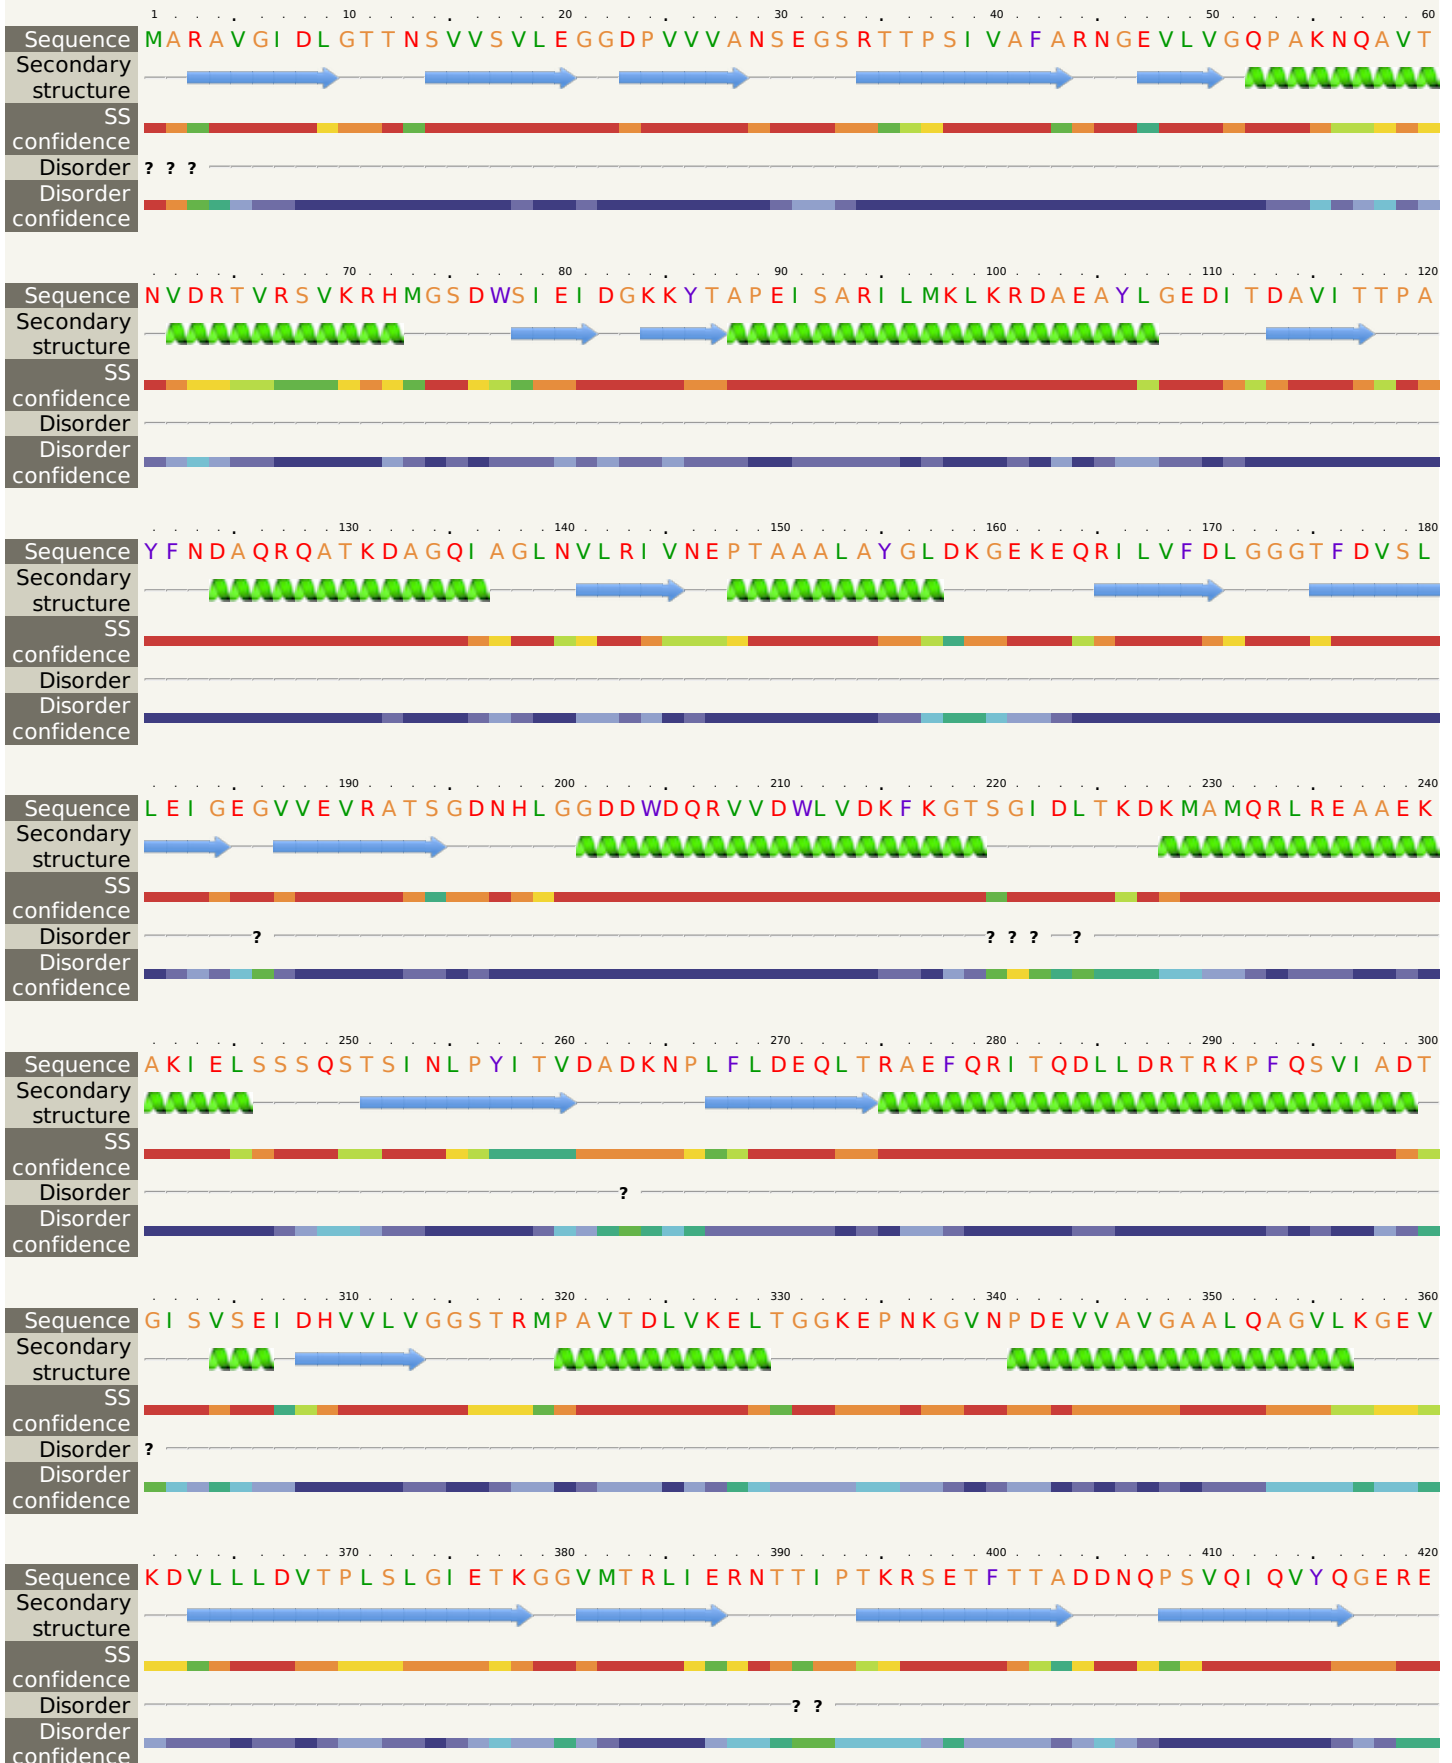 1 10 20 30 40 50 60
Sequence MARAVGIDLGTTNSVVSVLEGGDPVVVANSEGSRTTPSIVAFARNGEVLVGQPAKNQAVT
Secondary
structure
SS
confidence
Disorder ? ? ?
Disorder
confidence
70 80 90 100 110 120
Sequence NVDRTVRSVKRHMGSDWSIEIDGKKYTAPEISARILMKLKRDAEAYLGEDITDAVITTPA
Secondary
structure
SS
confidence
Disorder
Disorder
confidence
130 140 150 160 170 180
Sequence YFNDAQRQATKDAGQIAGLNVLRIVNEPTAAALAYGLDKGEKEQRILVFDLGGGTFDVSL
Secondary
structure
SS
confidence
Disorder
Disorder
confidence
190 200 210 220 230 240
Sequence LEIGEGVVEVRATSGDNHLGGDDWDQRVVDWLVDKFKGTSGIDLTKDKMAMQRLREAAEK
Secondary
structure
SS
confidence
Disorder ? ? ? ? ?
Disorder
confidence
250 260 270 280 290 300
Sequence AKIELSSSQSTSINLPYITVDADKNPLFLDEQLTRAEFQRITQDLLDRTRKPFQSVIADT
Secondary
structure
SS
confidence
Disorder ?
Disorder
confidence
310 320 330 340 350 360
Sequence GISVSEIDHVVLVGGSTRMPAVTDLVKELTGGKEPNKGVNPDEVVAVGAALQAGVLKGEV
Secondary
structure
SS
confidence
Disorder ?
Disorder
confidence
370 380 390 400 410 420
Sequence KDVLLLDVTPLSLGIETKGGVMTRLIERNTTIPTKRSETFTTADDNQPSVQIQVYQGERE
Secondary
structure
SS
confidence
Disorder ? ?
Disorder
confidence